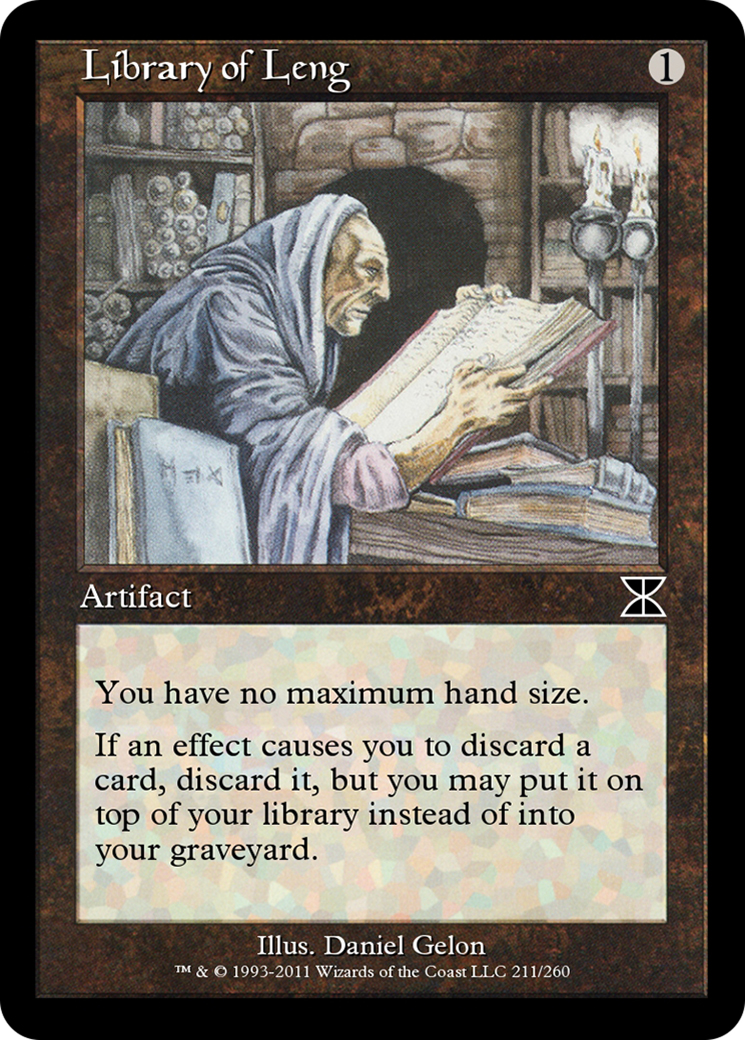 Library of Leng
1
Artifact
You have no maximum hand size.
If an effect causes you to discard a
card, discard it, but you may put it on
top of your library instead of into
your graveyard.
Illus. Daniel Gelon
™ & © 1993-2011 Wizards of the Coast LLC 211/260